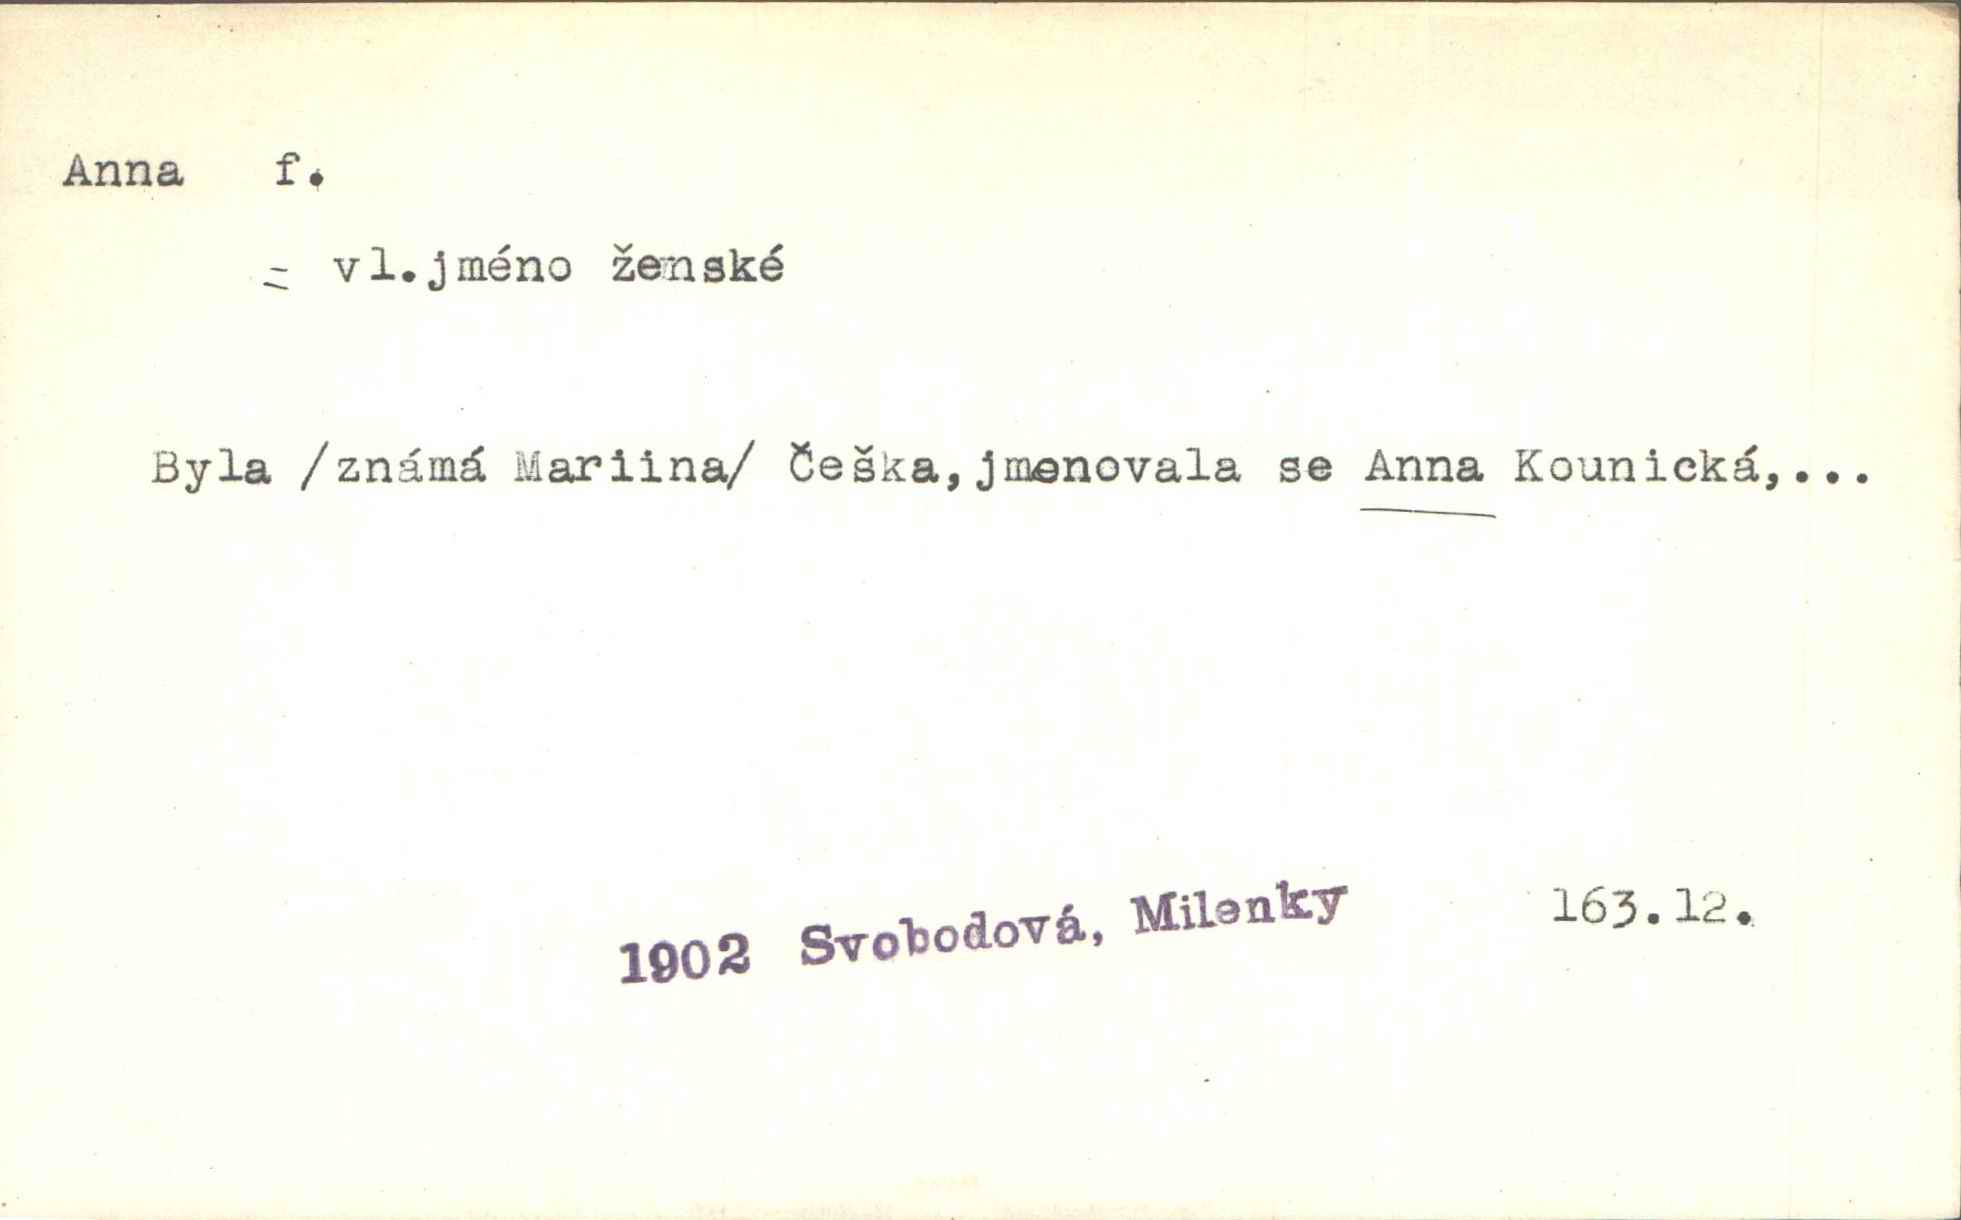 Anna f.
= vl.jméno ženské
Byla /známá Mariina/ Češka,jmenovala se Anna Kounická,...
1902 Svobodová, Milenky 163.12.